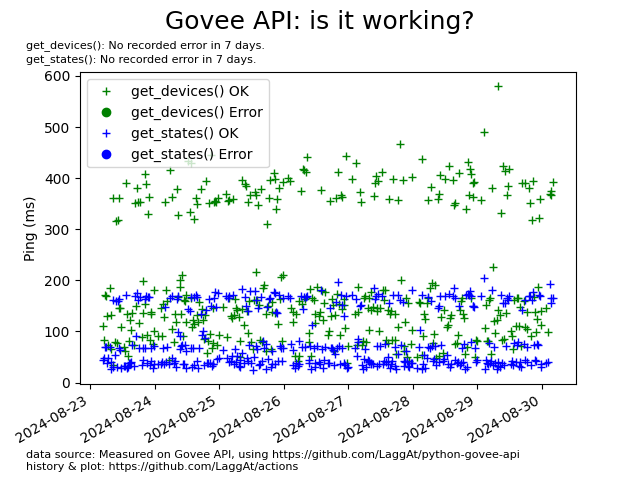 Govee API: is it working?
get_devices(): No recorded error in 7 days.
get_states(): No recorded error in 7 days.
get_devices() OK
get_devices() Error
get_states() OK
get_states() Error
Ping (ms)
600
500
400
300
200
100
0
2024-08-23
2024-08-24
2024-08-25
2024-08-26
2024-08-27
2024-08-28
2024-08-29
2024-08-30
data source: Measured on Govee API, using https://github.com/LaggAt/python-govee-api
history & plot: https://github.com/LaggAt/actions